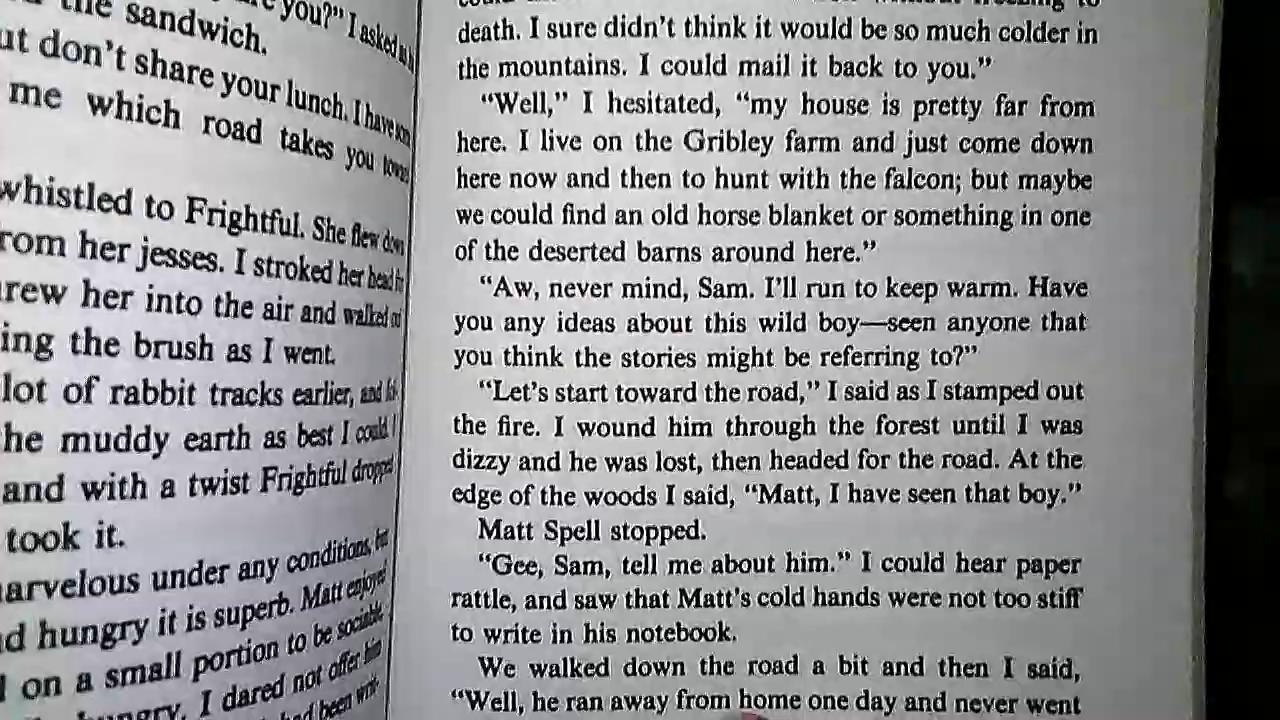 the sandwich.
you?" I asked
ut don't share your lunch. I have
me which road takes you
whistled to Frightful. She flew down
rom her jesses. I stroked her head
rew her into the air and walked
ing the brush as I went.
lot of rabbit tracks earlier, and
he muddy earth as best I could
and with a twist Frightful dropped
took it.
arvelous under any conditions, but
d hungry it is superb. Matt enjoyed
on a small portion to be sociable
hungry. I dared not offer him
had been
death. I sure didn't think it would be so much colder in
the mountains. I could mail it back to you."
"Well," I hesitated, "my house is pretty far from
here. I live on the Gribley farm and just come down
here now and then to hunt with the falcon; but maybe
we could find an old horse blanket or something in one
of the deserted barns around here."
"Aw, never mind, Sam. I'll run to keep warm. Have
you any ideas about this wild boy—seen anyone that
you think the stories might be referring to?"
"Let's start toward the road," I said as I stamped out
the fire. I wound him through the forest until I was
dizzy and he was lost, then headed for the road. At the
edge of the woods I said, "Matt, I have seen that boy."
Matt Spell stopped.
"Gee, Sam, tell me about him." I could hear paper
rattle, and saw that Matt's cold hands were not too stiff
to write in his notebook.
We walked down the road a bit and then I said,
"Well, he ran away from home one day and never went